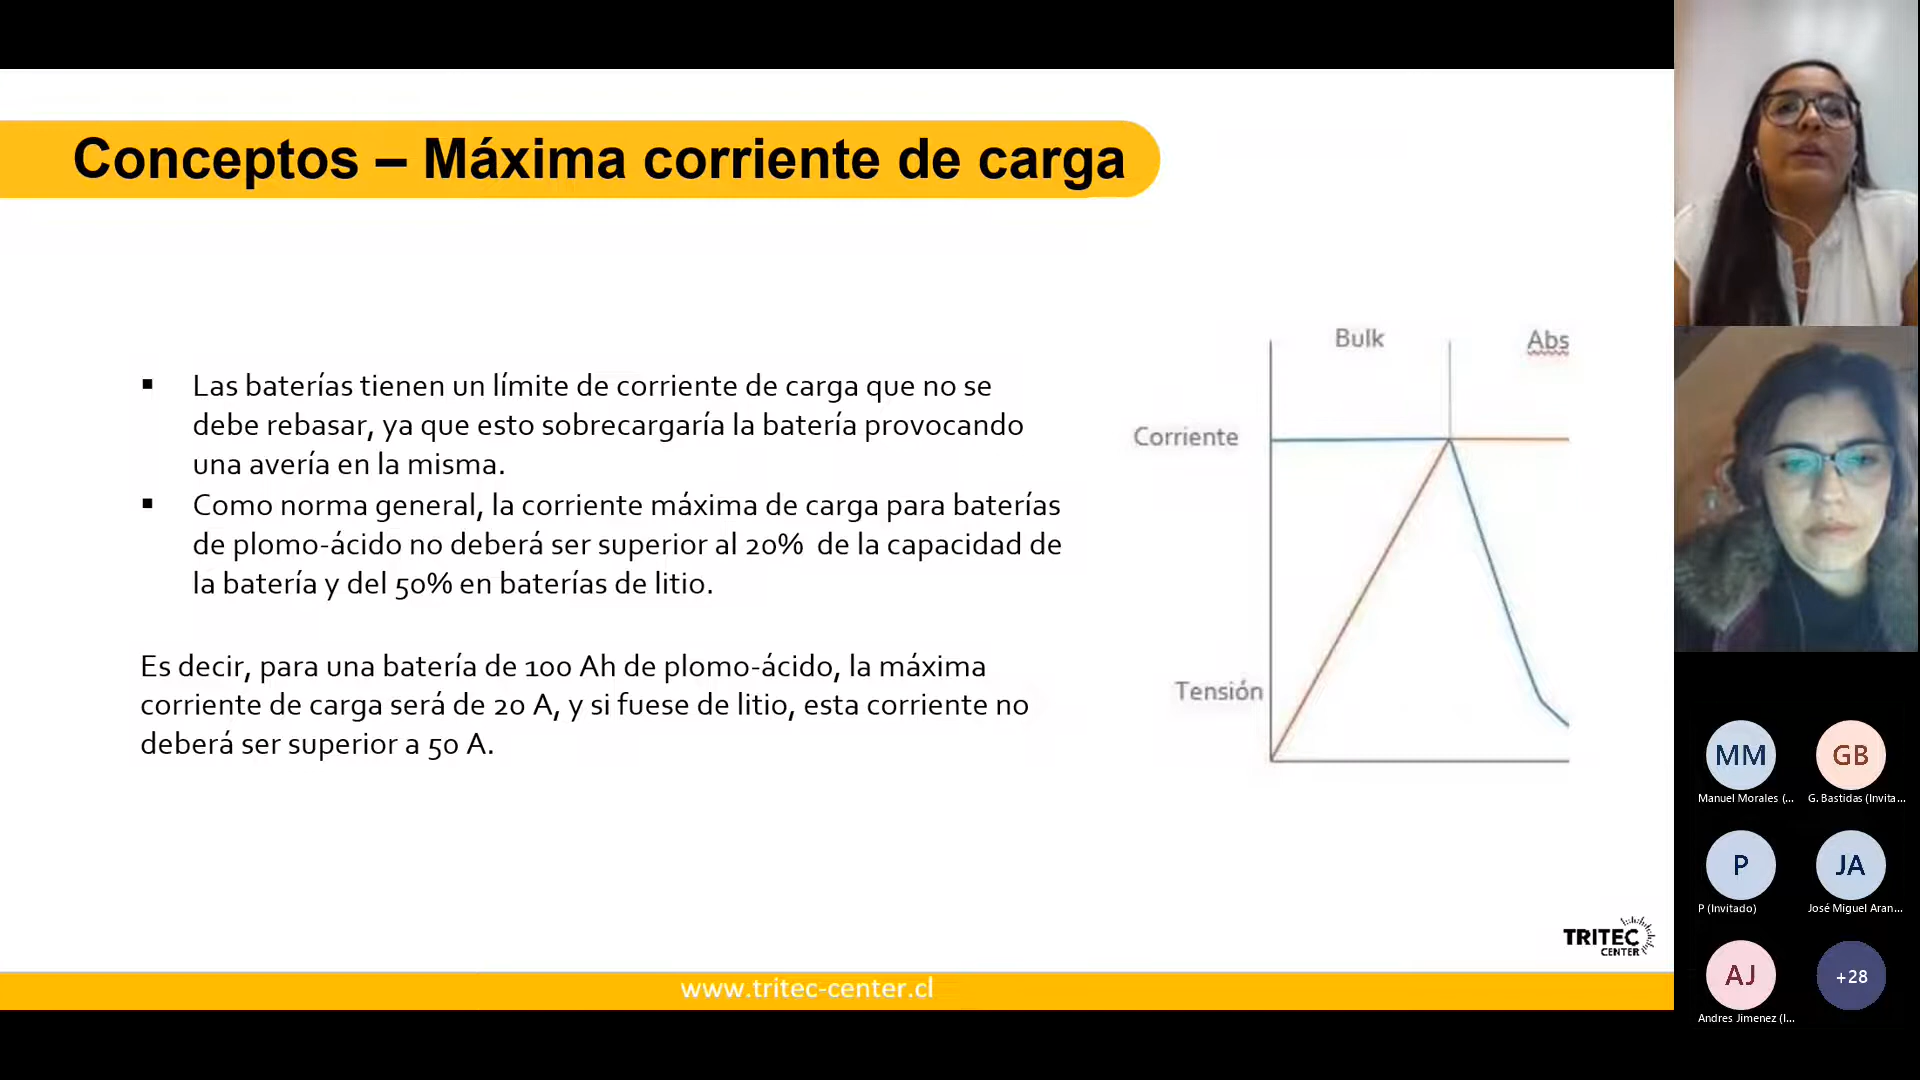 Conceptos – Máxima corriente de carga
▪ Las baterías tienen un límite de corriente de carga que no se
debe rebasar, ya que esto sobrecargaría la batería provocando
una avería en la misma.
▪ Como norma general, la corriente máxima de carga para baterías
de plomo-ácido no deberá ser superior al 20% de la capacidad de
la batería y del 50% en baterías de litio.
Es decir, para una batería de 100 Ah de plomo-ácido, la máxima
corriente de carga será de 20 A, y si fuese de litio, esta corriente no
deberá ser superior a 50 A.
Bulk
Abs
Corriente
Tensión
TRITEC
CENTER
www.tritec-center.cl
MM
Manuel Morales (...
GB
G. Bastidas (Invita...
P
P (Invitado)
JA
José Miguel Aran...
AJ
Andres Jimenez (I...
+28